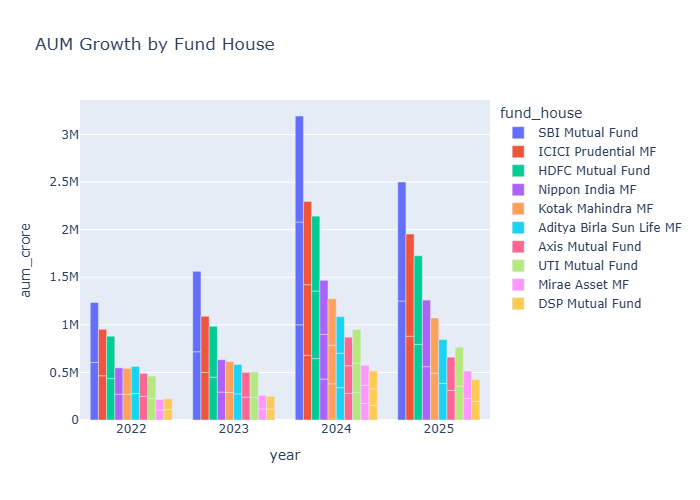 AUM Growth by Fund House
aum_crore
3M
2.5M
2M
1.5M
1M
0.5M
0
2022
2023
2024
2025
year
fund_house
SBI Mutual Fund
ICICI Prudential MF
HDFC Mutual Fund
Nippon India MF
Kotak Mahindra MF
Aditya Birla Sun Life MF
Axis Mutual Fund
UTI Mutual Fund
Mirae Asset MF
DSP Mutual Fund